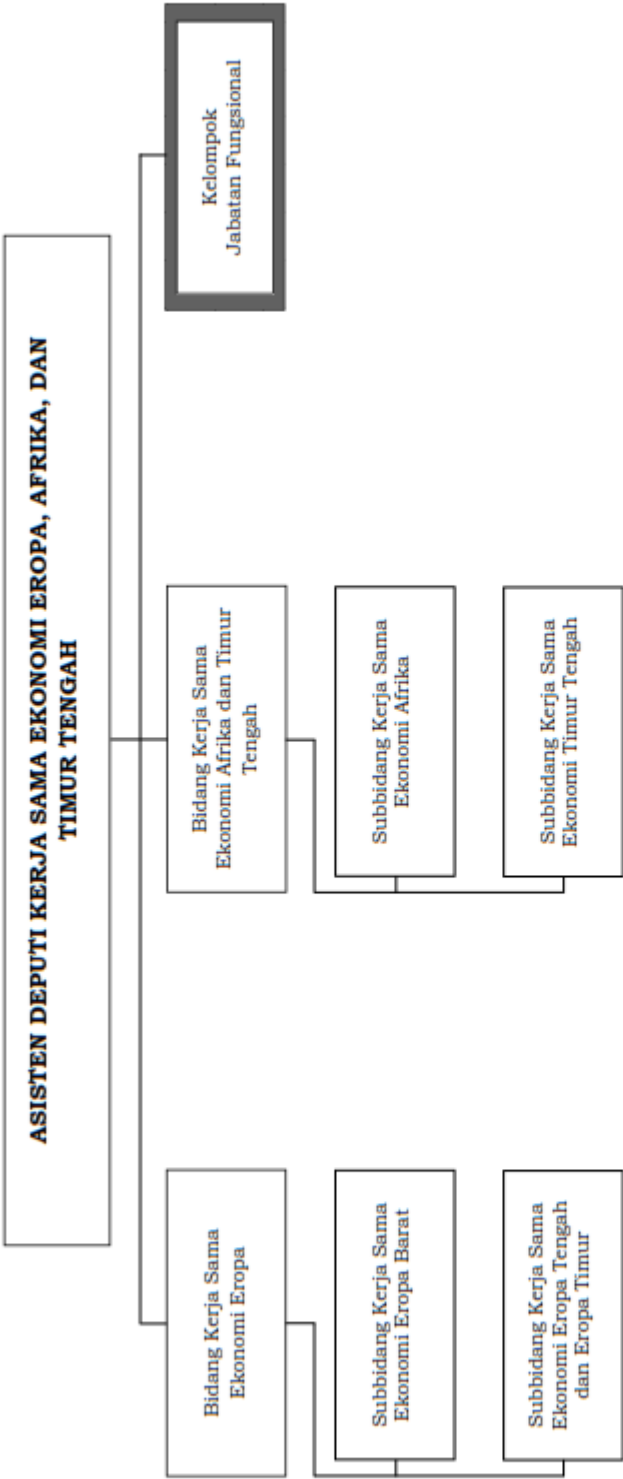 ASISTEN DEPUTI KERJA SAMA EKONOMI EROPA, AFRIKA, DAN
TIMUR TENGAH
Bidang Kerja Sama
Ekonomi Eropa
Subbidang Kerja Sama
Ekonomi Eropa Barat
Subbidang Kerja Sama
Ekonomi Eropa Tengah
dan Eropa Timur
Bidang Kerja Sama
Ekonomi Afrika dan Timur
Tengah
Subbidang Kerja Sama
Ekonomi Afrika
Subbidang Kerja Sama
Ekonomi Timur Tengah
Kelompok
Jabatan Fungsional